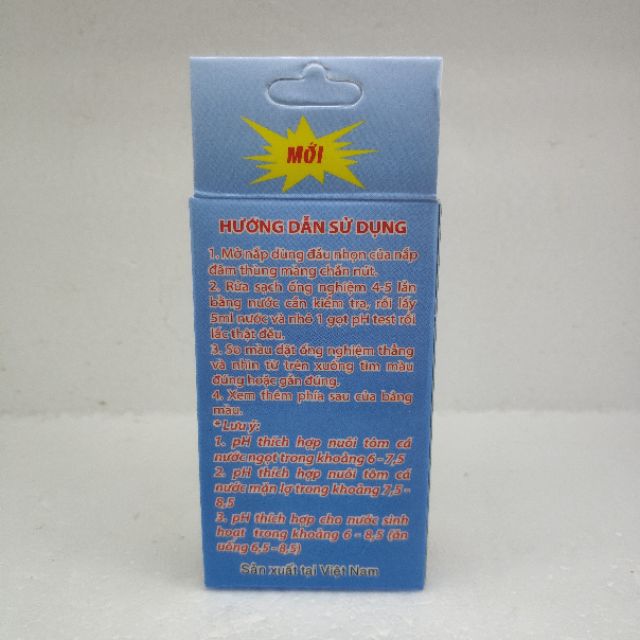 MỚI
HƯỚNG DẪN SỬ DỤNG
1. Mở nắp dùng đầu nhọn của nắp
đâm thủng màng chắn nút.
2. Rửa sạch ống nghiệm 4-5 lần
bằng nước cần kiểm tra, rồi lấy
5ml nước và nhỏ 1 gọt pH test rồi
lắc thật đều.
3. So màu đặt ống nghiệm thẳng
và nhìn từ trên xuống tìm màu
đúng hoặc gần đúng.
4. Xem thêm phía sau của bảng
màu.
* Lưu ý:
1. pH thích hợp nuôi tôm cá
nước ngọt trong khoảng 6 - 7,5
2. pH thích hợp nuôi tôm cá
nước mặn lợ trong khoảng 7,5 -
8,5
3. pH thích hợp cho nước sinh
hoạt trong khoảng 6 - 8,5 (ăn
uống 6,5 - 8,5)
Sản xuất tại Việt Nam